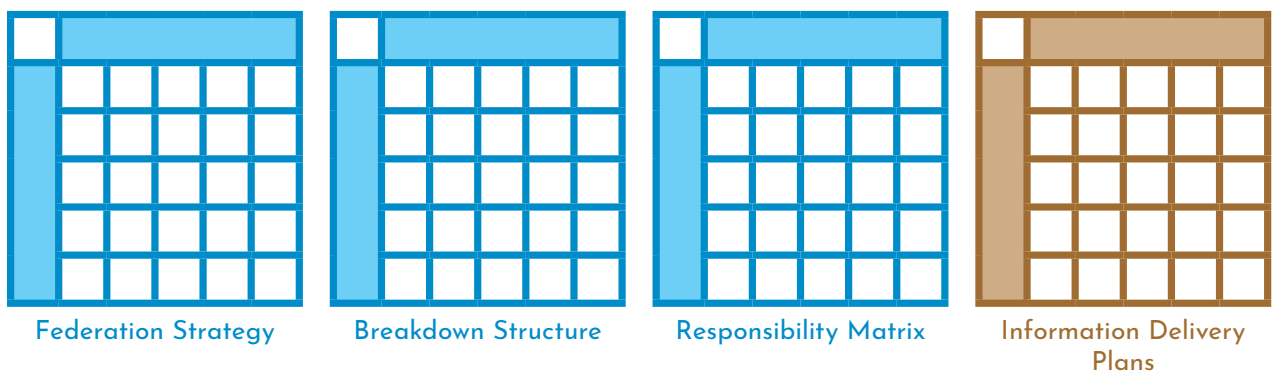 Federation Strategy
Breakdown Structure
Responsibility Matrix
Information Delivery
Plans